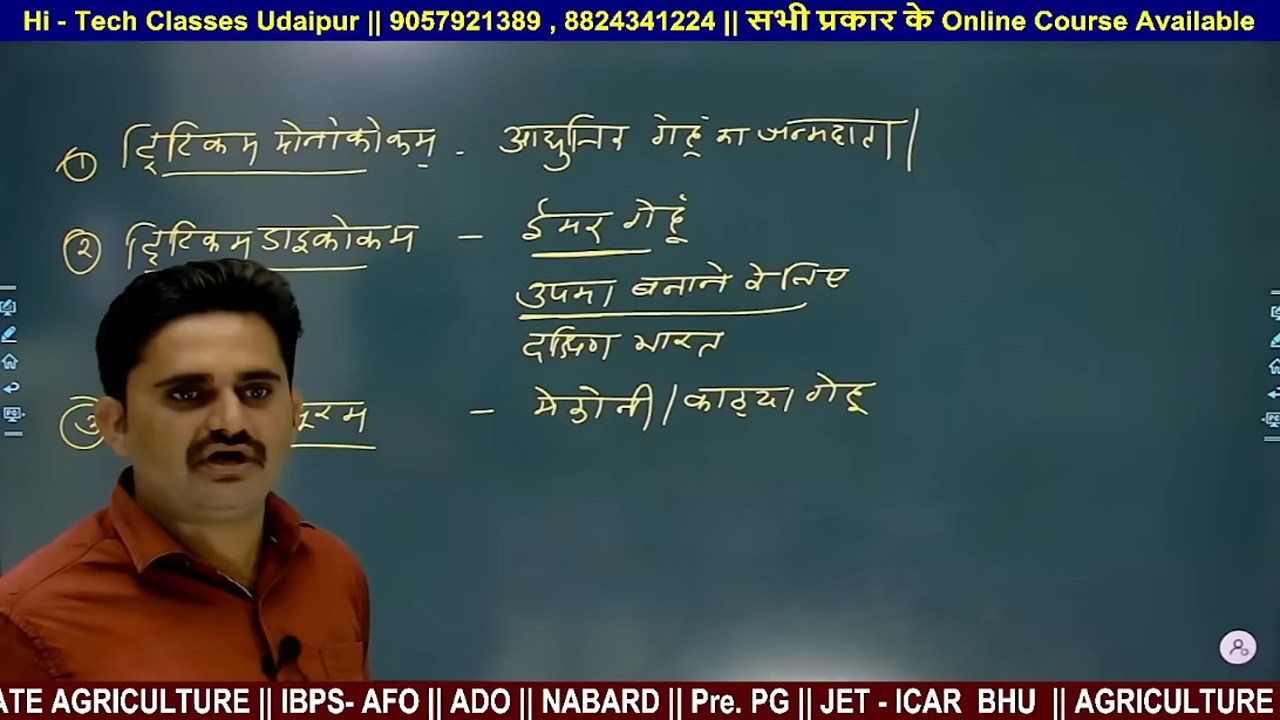 Hi - Tech Classes Udaipur || 9057921389 , 8824341224 || सभी प्रकार के Online Course Available
① ट्रिटिकम मोनोकोकम - आधुनिक गेहूं का जन्मदाता |
② ट्रिटिकम डाइकोकम - ईमर गेहूं
उपमा बनाने के लिए
दक्षिण भारत
③ यूरम - मेक्रोनी / काठ्या गेहू
ATE AGRICULTURE || IBPS- AFO || ADO || NABARD || Pre. PG || JET - ICAR BHU || AGRICULTURE